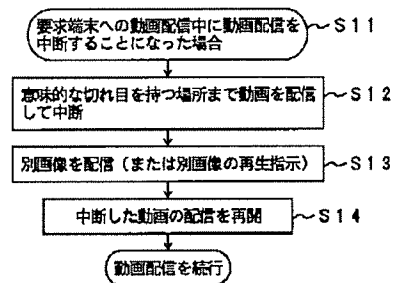 要求端末への動画配信中に動画配信を ～S11
中断することになった場合
意味的な切れ目を持つ場所まで動画を配信 ～S12
して中断
別画像を配信(または別画像の再生指示) ～S13
中断した動画の配信を再開 ～S14
動画配信を続行